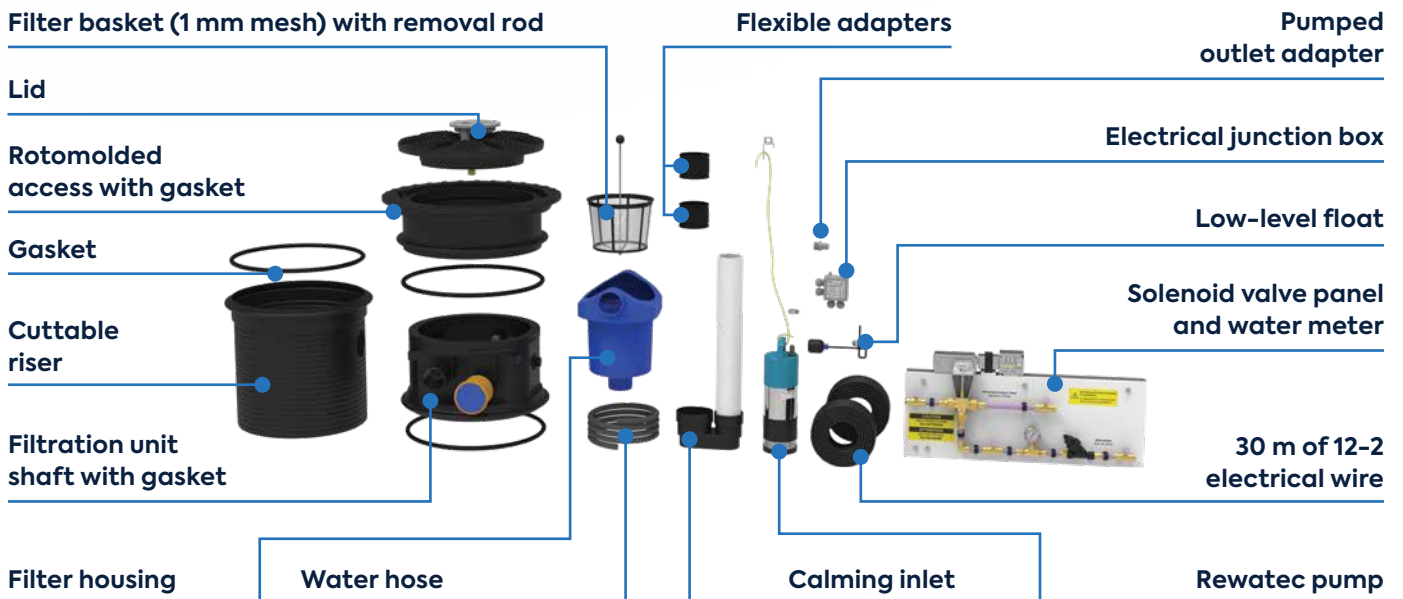 Filter basket (1 mm mesh) with removal rod
Flexible adapters
Pumped
outlet adapter
Lid
Electrical junction box
Rotomolded
access with gasket
Low-level float
Gasket
Solenoid valve panel
and water meter
Cuttable
riser
Filtration unit
shaft with gasket
30 m of 12-2
electrical wire
Filter housing
Water hose
Calming inlet
Rewatec pump